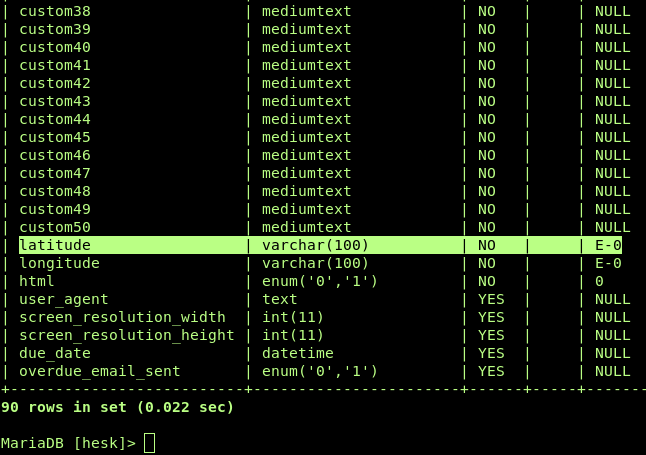 | custom38                 | mediumtext            | NO   |     | NULL
| custom39                 | mediumtext            | NO   |     | NULL
| custom40                 | mediumtext            | NO   |     | NULL
| custom41                 | mediumtext            | NO   |     | NULL
| custom42                 | mediumtext            | NO   |     | NULL
| custom43                 | mediumtext            | NO   |     | NULL
| custom44                 | mediumtext            | NO   |     | NULL
| custom45                 | mediumtext            | NO   |     | NULL
| custom46                 | mediumtext            | NO   |     | NULL
| custom47                 | mediumtext            | NO   |     | NULL
| custom48                 | mediumtext            | NO   |     | NULL
| custom49                 | mediumtext            | NO   |     | NULL
| custom50                 | mediumtext            | NO   |     | NULL
| latitude                 | varchar(100)          | NO   |     | E-0
| longitude                | varchar(100)          | NO   |     | E-0
| html                     | enum('0','1')         | NO   |     | 0
| user_agent               | text                  | YES  |     | NULL
| screen_resolution_width  | int(11)               | YES  |     | NULL
| screen_resolution_height | int(11)               | YES  |     | NULL
| due_date                 | datetime              | YES  |     | NULL
| overdue_email_sent       | enum('0','1')         | YES  |     | NULL
+--------------------------+-----------------------+------+-----+------
90 rows in set (0.022 sec)
MariaDB [hesk]>